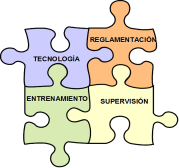 REGLAMENTACIÓN
TECNOLOGÍA
ENTRENAMIENTO
SUPERVISIÓN